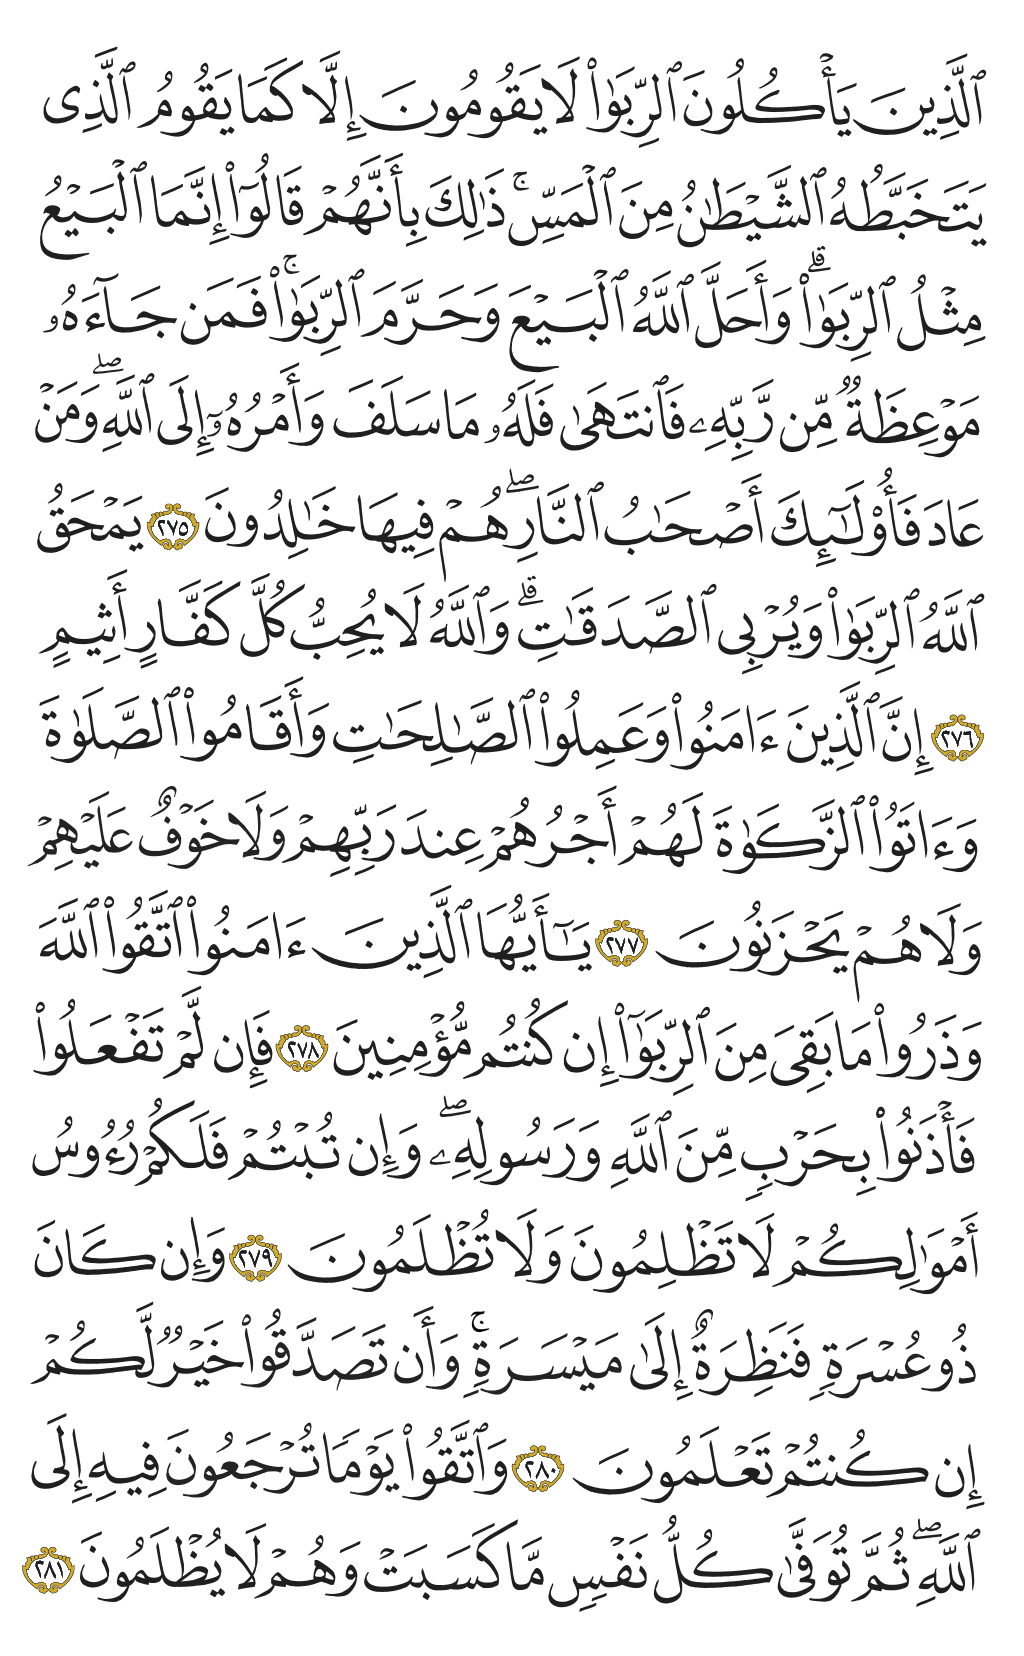 ٱلَّذِينَ يَأۡكُلُونَ ٱلرِّبَوٰاْ لَا يَقُومُونَ إِلَّا كَمَا يَقُومُ ٱلَّذِي
يَتَخَبَّطُهُ ٱلشَّيۡطَٰنُ مِنَ ٱلۡمَسِّۚ ذَٰلِكَ بِأَنَّهُمۡ قَالُوٓاْ إِنَّمَا ٱلۡبَيۡعُ
مِثۡلُ ٱلرِّبَوٰاْۗ وَأَحَلَّ ٱللَّهُ ٱلۡبَيۡعَ وَحَرَّمَ ٱلرِّبَوٰاْۚ فَمَن جَآءَهُۥ
مَوۡعِظَةٞ مِّن رَّبِّهِۦ فَٱنتَهَىٰ فَلَهُۥ مَا سَلَفَ وَأَمۡرُهُۥٓ إِلَى ٱللَّهِۖ وَمَنۡ
عَادَ فَأُوْلَٰٓئِكَ أَصۡحَٰبُ ٱلنَّارِۖ هُمۡ فِيهَا خَٰلِدُونَ ٢٧٥ يَمۡحَقُ
ٱللَّهُ ٱلرِّبَوٰاْ وَيُرۡبِي ٱلصَّدَقَٰتِۗ وَٱللَّهُ لَا يُحِبُّ كُلَّ كَفَّارٍ أَثِيمٍ
٢٧٦ إِنَّ ٱلَّذِينَ ءَامَنُواْ وَعَمِلُواْ ٱلصَّٰلِحَٰتِ وَأَقَامُواْ ٱلصَّلَوٰةَ
وَءَاتَوُاْ ٱلزَّكَوٰةَ لَهُمۡ أَجۡرُهُمۡ عِندَ رَبِّهِمۡ وَلَا خَوۡفٌ عَلَيۡهِمۡ
وَلَا هُمۡ يَحۡزَنُونَ ٢٧٧ يَٰٓأَيُّهَا ٱلَّذِينَ ءَامَنُواْ ٱتَّقُواْ ٱللَّهَ
وَذَرُواْ مَا بَقِيَ مِنَ ٱلرِّبَوٰٓاْ إِن كُنتُم مُّؤۡمِنِينَ ٢٧٨ فَإِن لَّمۡ تَفۡعَلُواْ
فَأۡذَنُواْ بِحَرۡبٖ مِّنَ ٱللَّهِ وَرَسُولِهِۦۖ وَإِن تُبۡتُمۡ فَلَكُمۡ رُءُوسُ
أَمۡوَٰلِكُمۡ لَا تَظۡلِمُونَ وَلَا تُظۡلَمُونَ ٢٧٩ وَإِن كَانَ
ذُو عُسۡرَةٖ فَنَظِرَةٌ إِلَىٰ مَيۡسَرَةٖۚ وَأَن تَصَدَّقُواْ خَيۡرٞ لَّكُمۡ
إِن كُنتُمۡ تَعۡلَمُونَ ٢٨٠ وَٱتَّقُواْ يَوۡمٗا تُرۡجَعُونَ فِيهِ إِلَى
ٱللَّهِۖ ثُمَّ تُوَفَّىٰ كُلُّ نَفۡسٖ مَّا كَسَبَتۡ وَهُمۡ لَا يُظۡلَمُونَ ٢٨١